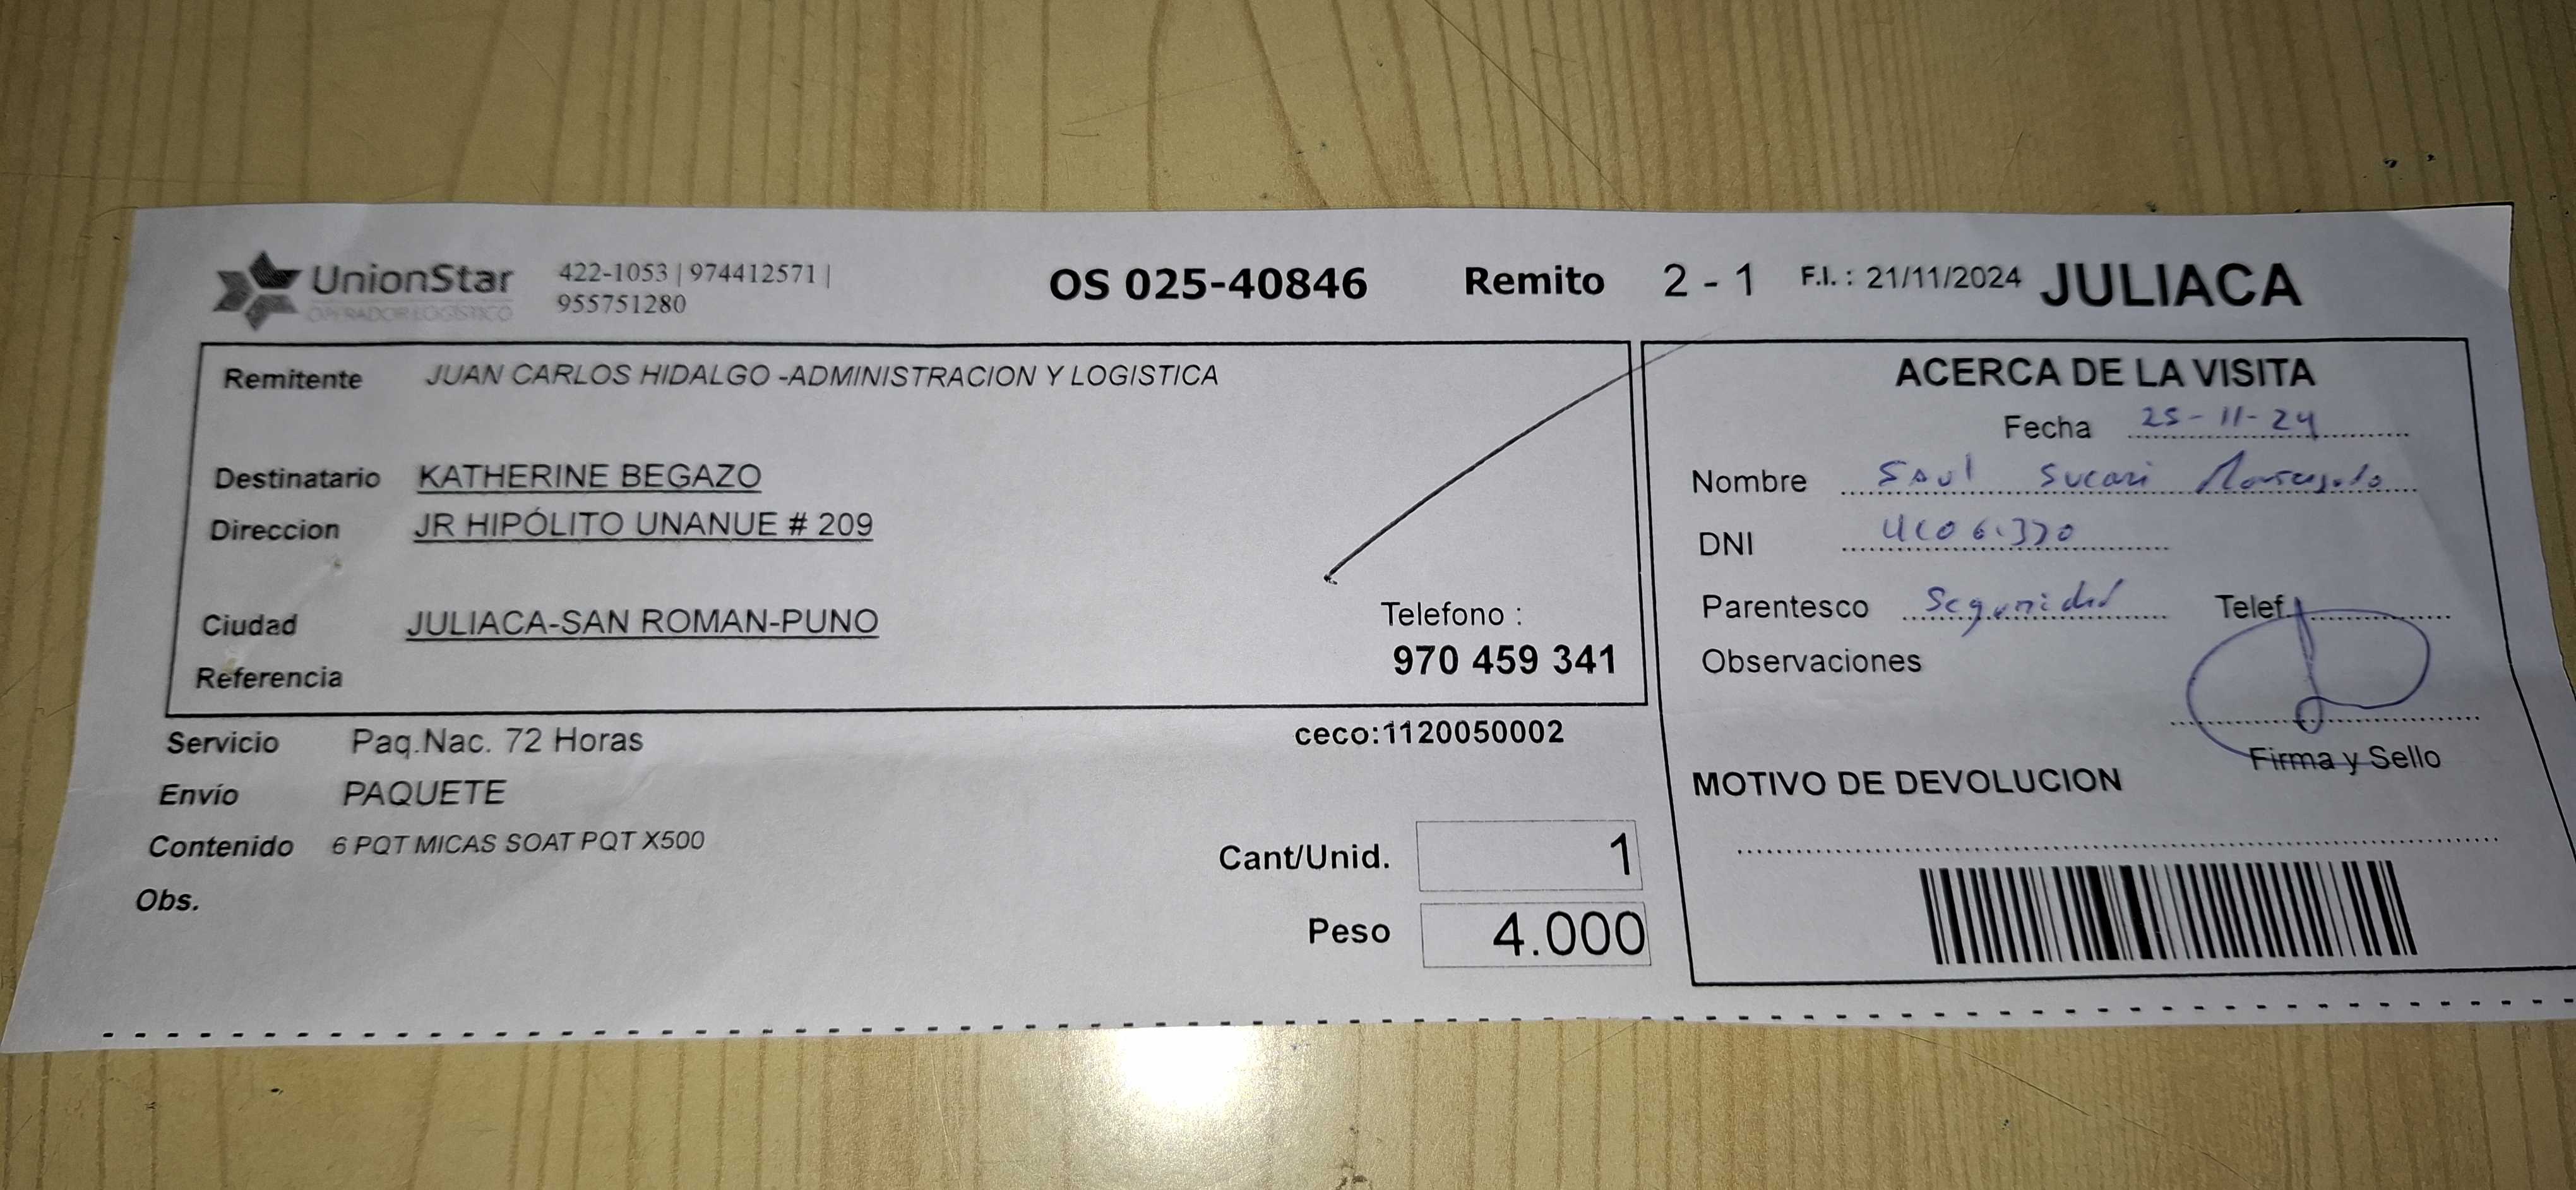 UnionStar
OPERADOR LOGISTICO
422-1053 | 974412571 |
955751280
OS 025-40846 Remito 2 - 1 F.I. : 21/11/2024 JULIACA
Remitente JUAN CARLOS HIDALGO -ADMINISTRACION Y LOGISTICA
Destinatario KATHERINE BEGAZO
Direccion JR HIPÓLITO UNANUE # 209
Ciudad JULIACA-SAN ROMAN-PUNO
Referencia
Telefono :
970 459 341
Servicio Paq.Nac. 72 Horas
ceco:1120050002
Envío PAQUETE
Contenido 6 PQT MICAS SOAT PQT X500
Obs.
Cant/Unid. 1
Peso 4.000
ACERCA DE LA VISITA
Fecha 25-11-24
Nombre Saul Sucari
DNI
Parentesco Seguridad Telef.
Observaciones
Firma y Sello
MOTIVO DE DEVOLUCION